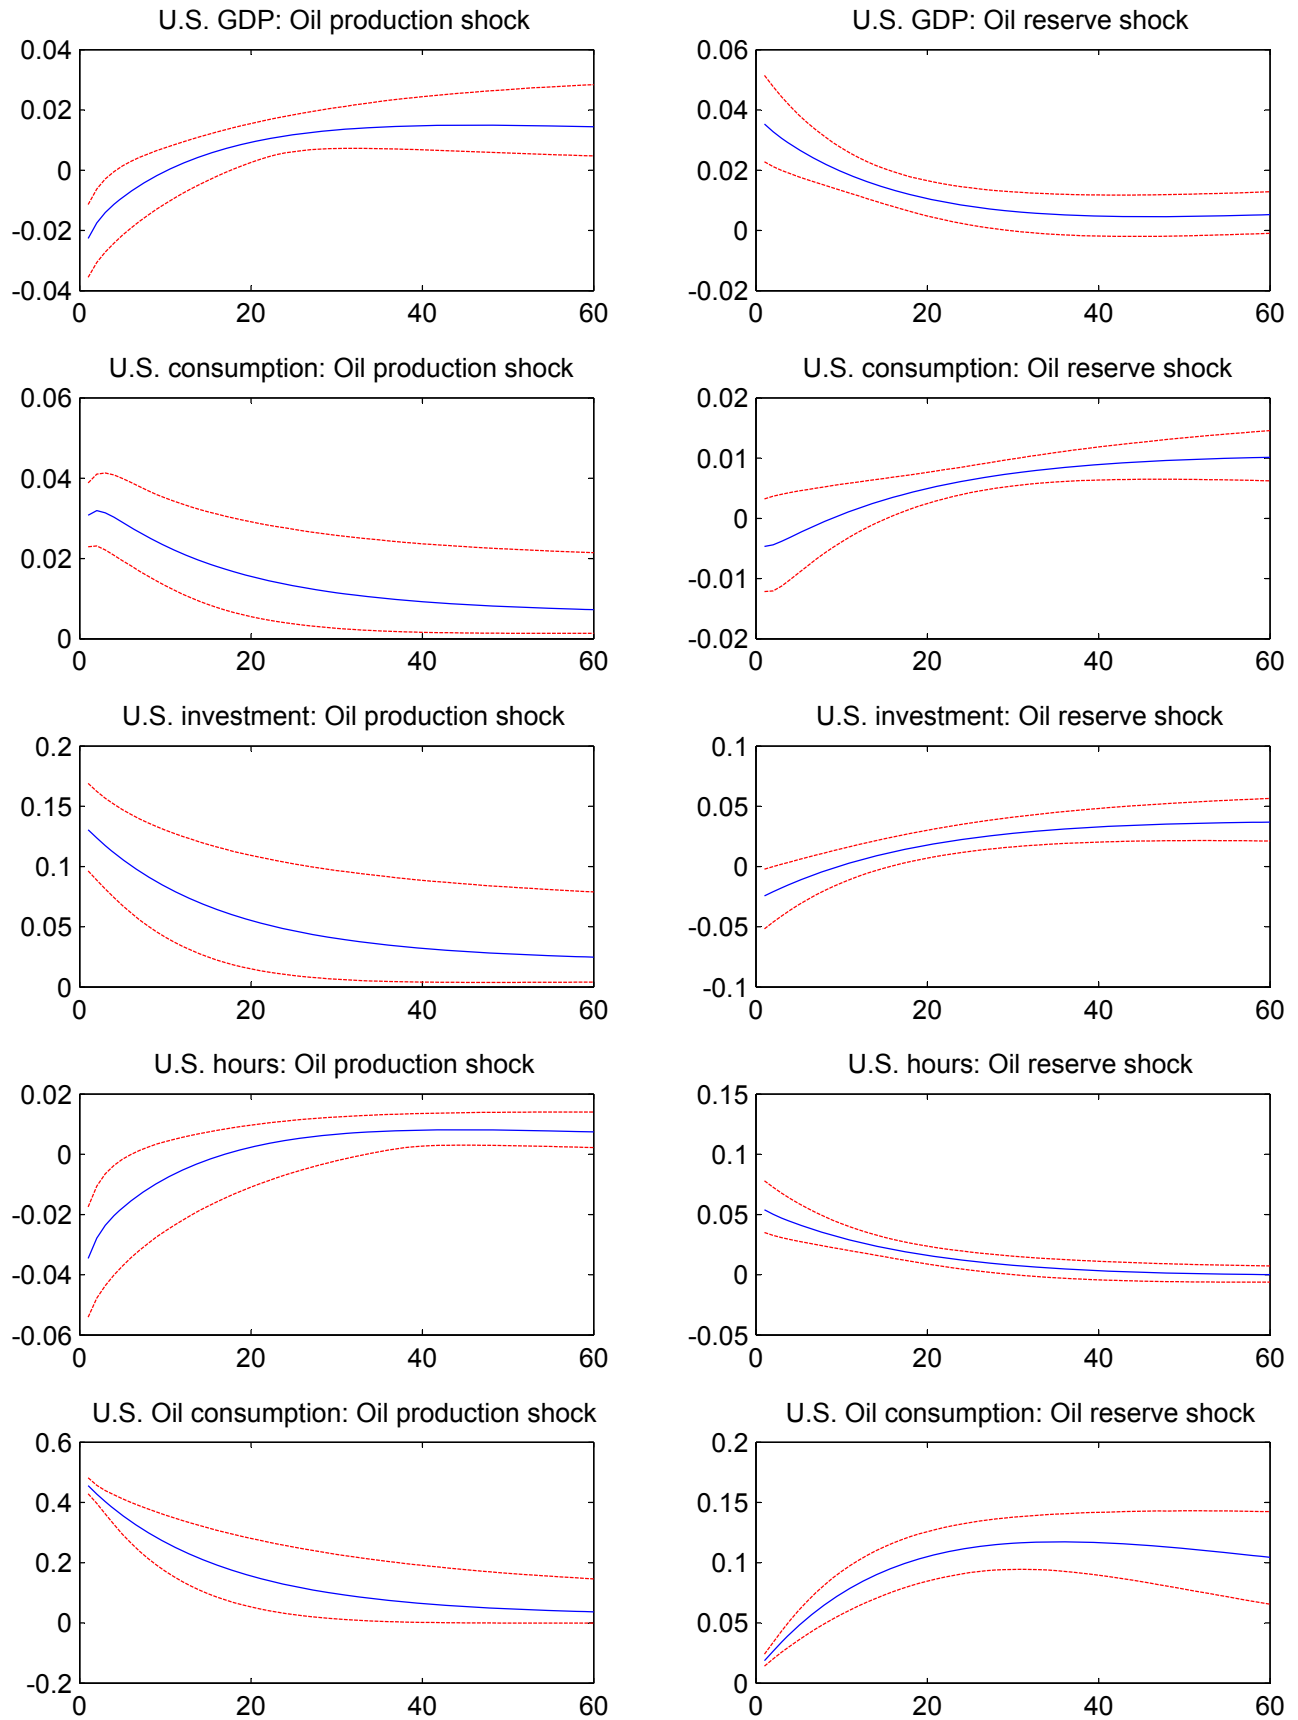 U.S. GDP: Oil production shock
0.04
0.02
0
-0.02
-0.04
0 20 40 60
U.S. GDP: Oil reserve shock
0.06
0.04
0.02
0
-0.02
0 20 40 60
U.S. consumption: Oil production shock
0.06
0.04
0.02
0
0 20 40 60
U.S. consumption: Oil reserve shock
0.02
0.01
0
-0.01
-0.02
0 20 40 60
U.S. investment: Oil production shock
0.2
0.15
0.1
0.05
0
0 20 40 60
U.S. investment: Oil reserve shock
0.1
0.05
0
-0.05
-0.1
0 20 40 60
U.S. hours: Oil production shock
0.02
0
-0.02
-0.04
-0.06
0 20 40 60
U.S. hours: Oil reserve shock
0.15
0.1
0.05
0
-0.05
0 20 40 60
U.S. Oil consumption: Oil production shock
0.6
0.4
0.2
0
-0.2
0 20 40 60
U.S. Oil consumption: Oil reserve shock
0.2
0.15
0.1
0.05
0
0 20 40 60